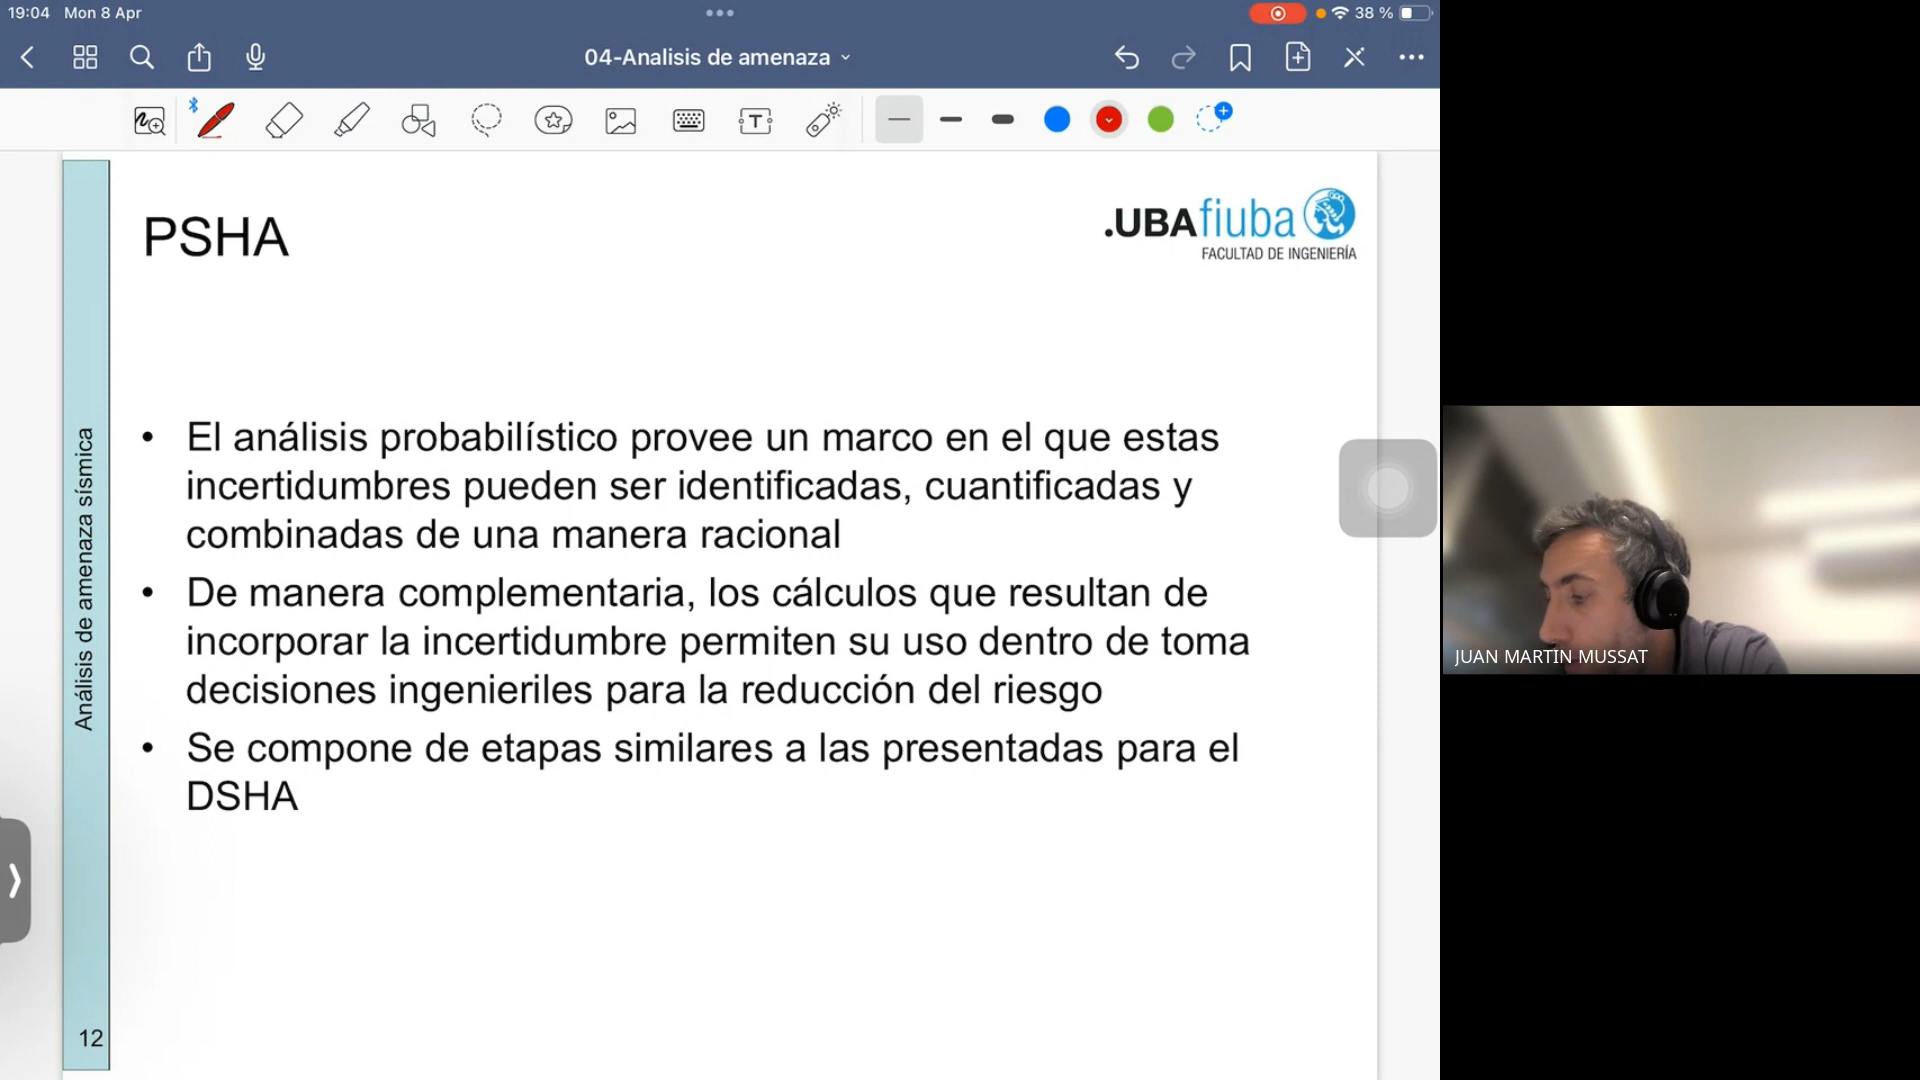 19:04 Mon 8 Apr
38 %
04-Analisis de amenaza
T
PSHA
.UBAfiuba
FACULTAD DE INGENIERÍA
• El análisis probabilístico provee un marco en el que estas
incertidumbres pueden ser identificadas, cuantificadas y
combinadas de una manera racional
• De manera complementaria, los cálculos que resultan de
incorporar la incertidumbre permiten su uso dentro de toma
decisiones ingenieriles para la reducción del riesgo
• Se compone de etapas similares a las presentadas para el
DSHA
Análisis de amenaza sísmica
12
JUAN MARTIN MUSSAT